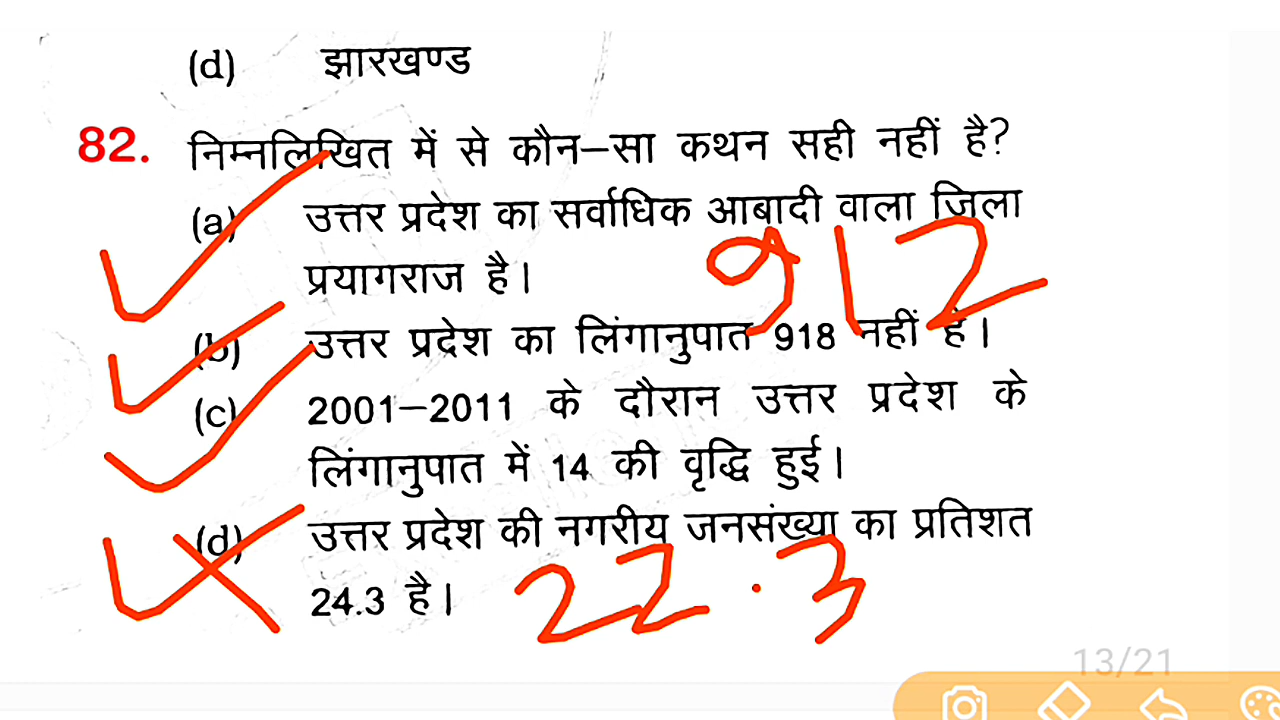 (d) झारखण्ड
82. निम्नलिखित में से कौन–सा कथन सही नहीं है?
(a) उत्तर प्रदेश का सर्वाधिक आबादी वाला जिला
प्रयागराज है।
912
(b) उत्तर प्रदेश का लिंगानुपात 918 नहीं है।
(c) 2001–2011 के दौरान उत्तर प्रदेश के
लिंगानुपात में 14 की वृद्धि हुई।
(d) उत्तर प्रदेश की नगरीय जनसंख्या का प्रतिशत
24.3 है। 22.3
13/21